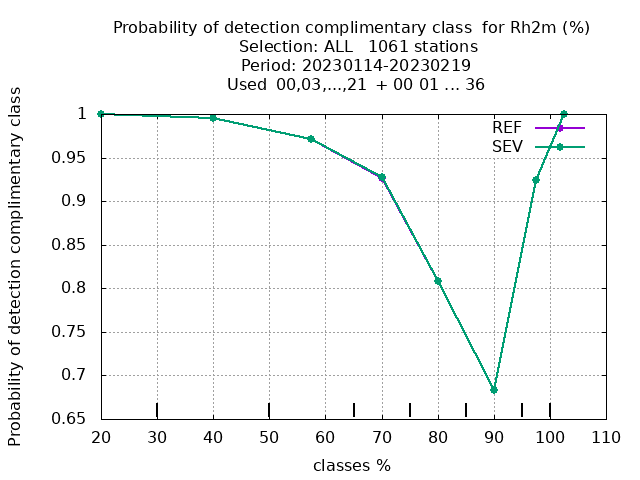 Probability of detection complimentary class  for Rh2m (%)
Selection: ALL   1061 stations
Period: 20230114-20230219
Used  00,03,...,21  + 00 01 ... 36
Probability of detection complimentary class
1
0.95
0.9
0.85
0.8
0.75
0.7
0.65
REF
SEV
20 30 40 50 60 70 80 90 100 110
classes %